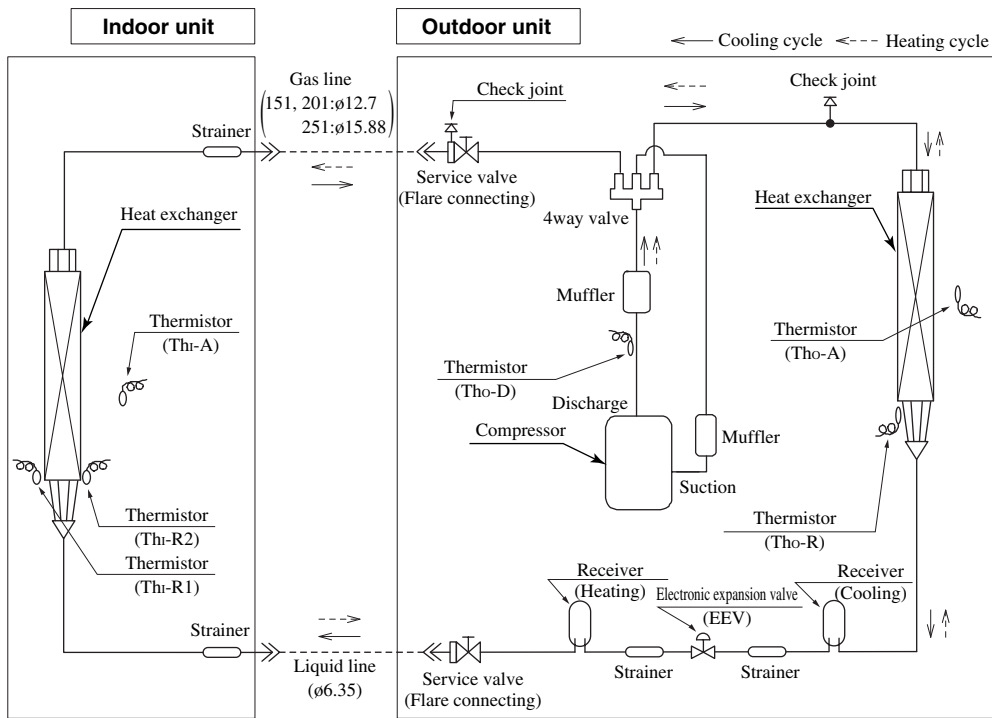 Indoor unit
Outdoor unit
Cooling cycle
Heating cycle
Gas line
151, 201:ø12.7
251:ø15.88
Check joint
Check joint
Strainer
Service valve
(Flare connecting)
4way valve
Heat exchanger
Heat exchanger
Muffler
Thermistor
(ThI-A)
Thermistor
(ThO-A)
Thermistor
(ThO-D)
Discharge
Compressor
Muffler
Suction
Thermistor
(ThI-R2)
Thermistor
(ThO-R)
Thermistor
(ThI-R1)
Receiver
(Heating)
Electronic expansion valve
(EEV)
Receiver
(Cooling)
Strainer
Liquid line
(ø6.35)
Service valve
(Flare connecting)
Strainer
Strainer